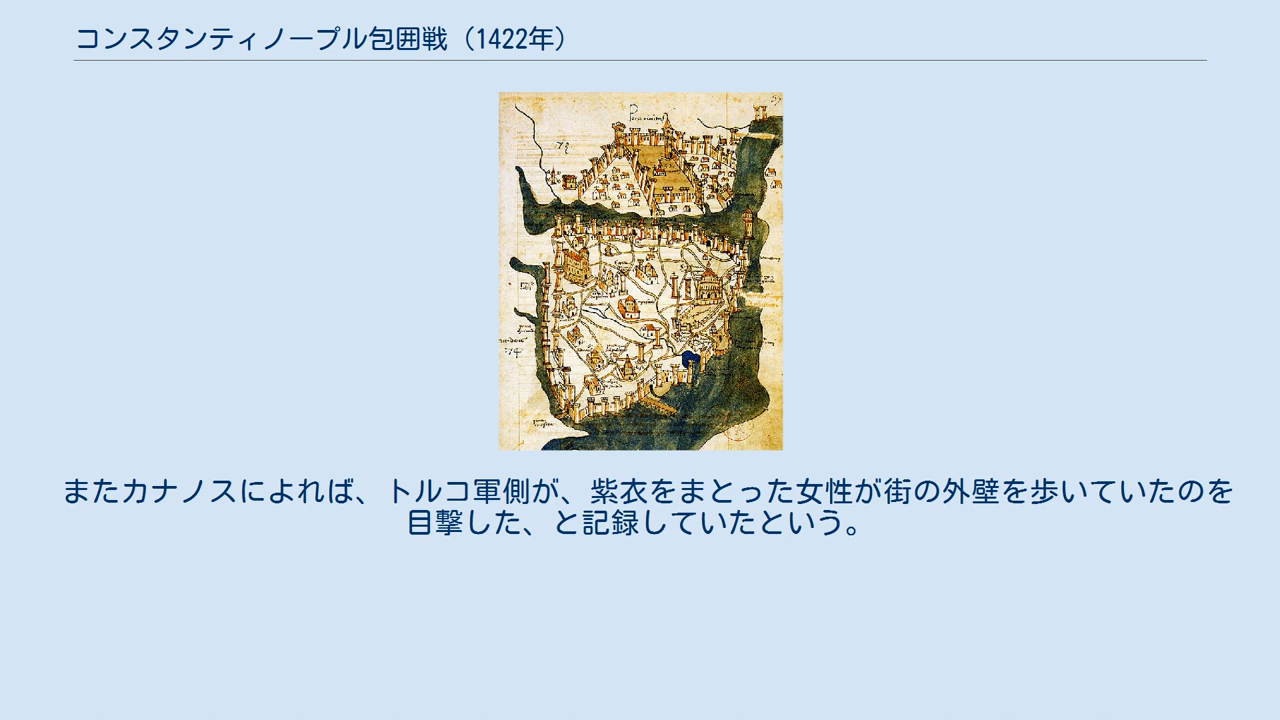 コンスタンティノープル包囲戦（1422年）
またカナノスによれば、トルコ軍側が、紫衣をまとった女性が街の外壁を歩いていたのを
目撃した、と記録していたという。